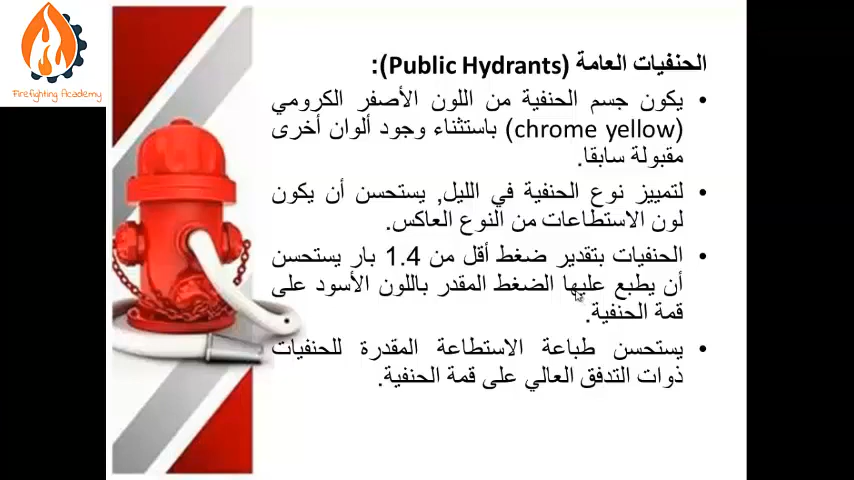 Firefighting Academy
الحنفيات العامة (Public Hydrants):
• يكون جسم الحنفية من اللون الأصفر الكرومي
(chrome yellow) باستثناء وجود ألوان أخرى
مقبولة سابقا.
• لتمييز نوع الحنفية في الليل, يستحسن أن يكون
لون الاستطاعات من النوع العاكس.
• الحنفيات بتقدير ضغط أقل من 1.4 بار يستحسن
أن يطبع عليها الضغط المقدر باللون الأسود على
قمة الحنفية.
• يستحسن طباعة الاستطاعة المقدرة للحنفيات
ذوات التدفق العالي على قمة الحنفية.